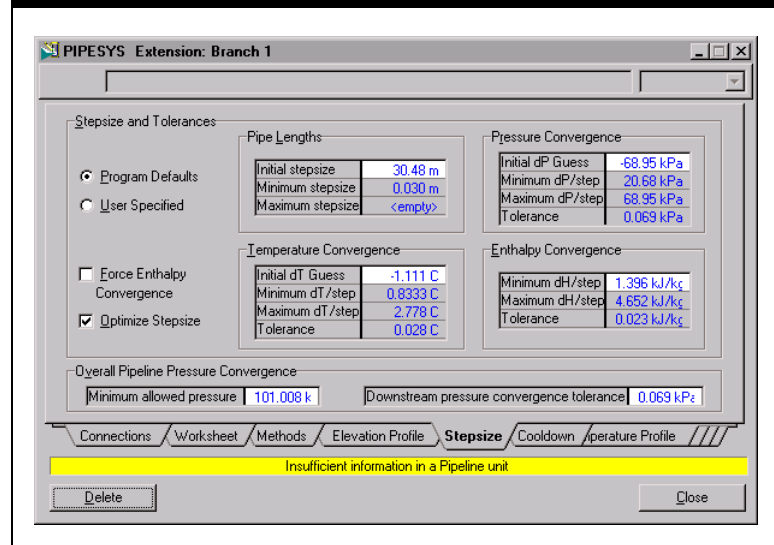 PIPESYS Extension: Branch 1
Stepsize and Tolerances
Program Defaults
User Specified
Force Enthalpy Convergence
Optimize Stepsize
Pipe Lengths
Initial stepsize 30.48 m
Minimum stepsize 0.030 m
Maximum stepsize <empty>
Pressure Convergence
Initial dP Guess -68.95 kPa
Minimum dP/step 20.68 kPa
Maximum dP/step 68.95 kPa
Tolerance 0.069 kPa
Temperature Convergence
Initial dT Guess -1.111 C
Minimum dT/step 0.8333 C
Maximum dT/step 2.778 C
Tolerance 0.028 C
Enthalpy Convergence
Minimum dH/step 1.396 kJ/kg
Maximum dH/step 4.652 kJ/kg
Tolerance 0.023 kJ/kg
Overall Pipeline Pressure Convergence
Minimum allowed pressure 101.008 k
Downstream pressure convergence tolerance 0.069 kPa
Connections Worksheet Methods Elevation Profile Stepsize Cooldown perature Profile
Insufficient information in a Pipeline unit
Delete Close